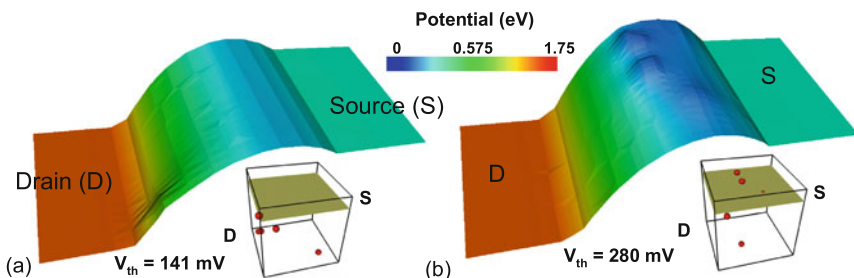 Potential (eV)
0 0.575 1.75
Source (S)
Drain (D)
S
D
(a)
V_th = 141 mV
S
D
S
D
(b)
V_th = 280 mV